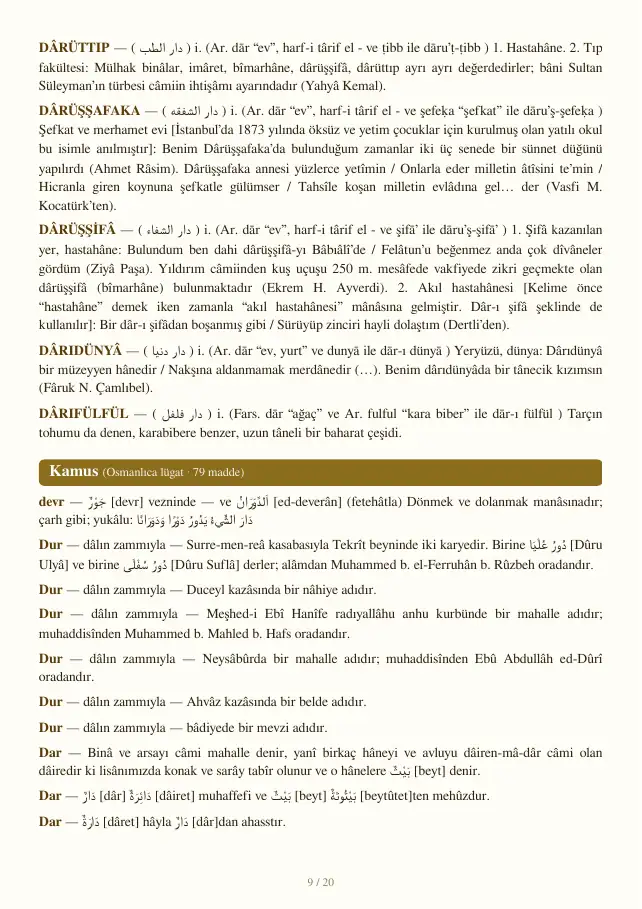 DÂRÜTTIP — ( دار الطب ) i. (Ar. dār “ev”, harf-i târif el - ve ṭibb ile dāru’ṭ-ṭibb ) 1. Hastahâne. 2. Tıp
fakültesi: Mülhak binâlar, imâret, bîmarhâne, dârüşşifâ, dârüttıp ayrı ayrı değerdedirler; bâni Sultan
Süleyman’ın türbesi câmiin ihtişâmı ayarındadır (Yahyâ Kemal).
DÂRÜŞŞAFAKA — ( دار الشفقه ) i. (Ar. dār “ev”, harf-i târif el - ve şefeḳa “şefkat” ile dāru’ş-şefeḳa )
Şefkat ve merhamet evi [İstanbul’da 1873 yılında öksüz ve yetim çocuklar için kurulmuş olan yatılı okul
bu isimle anılmıştır]: Benim Dârüşşafaka’da bulunduğum zamanlar iki üç senede bir sünnet düğünü
yapılırdı (Ahmet Râsim). Dârüşşafaka annesi yüzlerce yetîmin / Onlarla eder milletin âtîsini te’min /
Hicranla giren koynuna şefkatle gülümser / Tahsîle koşan milletin evlâdına gel… der (Vasfi M.
Kocatürk’ten).
DÂRÜŞŞİFÂ — ( دار الشفاء ) i. (Ar. dār “ev”, harf-i târif el - ve şifā’ ile dāru’ş-şifā’ ) 1. Şifâ kazanılan
yer, hastahâne: Bulundum ben dahi dârüşşifâ-yı Bâbıâlî’de / Felâtun’u beğenmez anda çok dîvâneler
gördüm (Ziyâ Paşa). Yıldırım câmiinden kuş uçuşu 250 m. mesâfede vakfiyede zikri geçmekte olan
dârüşşifâ (bîmarhâne) bulunmaktadır (Ekrem H. Ayverdi). 2. Akıl hastahânesi [Kelime önce
“hastahâne” demek iken zamanla “akıl hastahânesi” mânâsına gelmiştir. Dâr-ı şifâ şeklinde de
kullanılır]: Bir dâr-ı şifâdan boşanmış gibi / Sürüyüp zinciri hayli dolaştım (Dertli’den).
DÂRIDÜNYÂ — ( دار دنيا ) i. (Ar. dār “ev, yurt” ve dunyā ile dār-ı dünyā ) Yeryüzü, dünya: Dârıdünyâ
bir müzeyyen hânedir / Nakşına aldanmamak merdânedir (…). Benim dârıdünyâda bir tânecik kızımsın
(Fâruk N. Çamlıbel).
DÂRIFÜLFÜL — ( دار فلفل ) i. (Fars. dār “ağaç” ve Ar. fulful “kara biber” ile dār-ı fülfül ) Tarçın
tohumu da denen, karabibere benzer, uzun tâneli bir baharat çeşidi.
Kamus (Osmanlıca lügat · 79 madde)
devr — جَوْرٌ [devr] vezninde — ve اَلدَّوَرَانُ [ed-deverân] (fetehâtla) Dönmek ve dolanmak manâsınadır;
çarh gibi; yukâlu: دَارَ الشَّيْءُ يَدُورُ دَوْرًا وَدَوَرَانًا
Dur — dâlın zammıyla — Surre-men-reâ kasabasıyla Tekrît beyninde iki karyedir. Birine دُورُ عُلْيَا [Dûru
Ulyâ] ve birine دُورُ سُفْلَى [Dûru Suflâ] derler; alâmdan Muhammed b. el-Ferruhân b. Rûzbeh oradandır.
Dur — dâlın zammıyla — Duceyl kazâsında bir nâhiye adıdır.
Dur — dâlın zammıyla — Meşhed-i Ebî Hanîfe radıyallâhu anhu kurbünde bir mahalle adıdır;
muhaddisînden Muhammed b. Mahled b. Hafs oradandır.
Dur — dâlın zammıyla — Neysâbûrda bir mahalle adıdır; muhaddisînden Ebû Abdullâh ed-Dûrî
oradandır.
Dur — dâlın zammıyla — Ahvâz kazâsında bir belde adıdır.
Dur — dâlın zammıyla — bâdiyede bir mevzi adıdır.
Dar — Binâ ve arsayı câmi mahalle denir, yanî birkaç hâneyi ve avluyu dâiren-mâ-dâr câmi olan
dâiredir ki lisânımızda konak ve sarây tabîr olunur ve o hânelere بَيْتٌ [beyt] denir.
Dar — دَارٌ [dâr] دَائِرَةٌ [dâiret] muhaffefi ve بَيْتٌ [beyt] بَيْتُوتَةٌ [beytûtet]ten mehûzdur.
Dar — دَارَةٌ [dâret] hâyla دَارٌ [dâr]dan ahasstır.
9 / 20